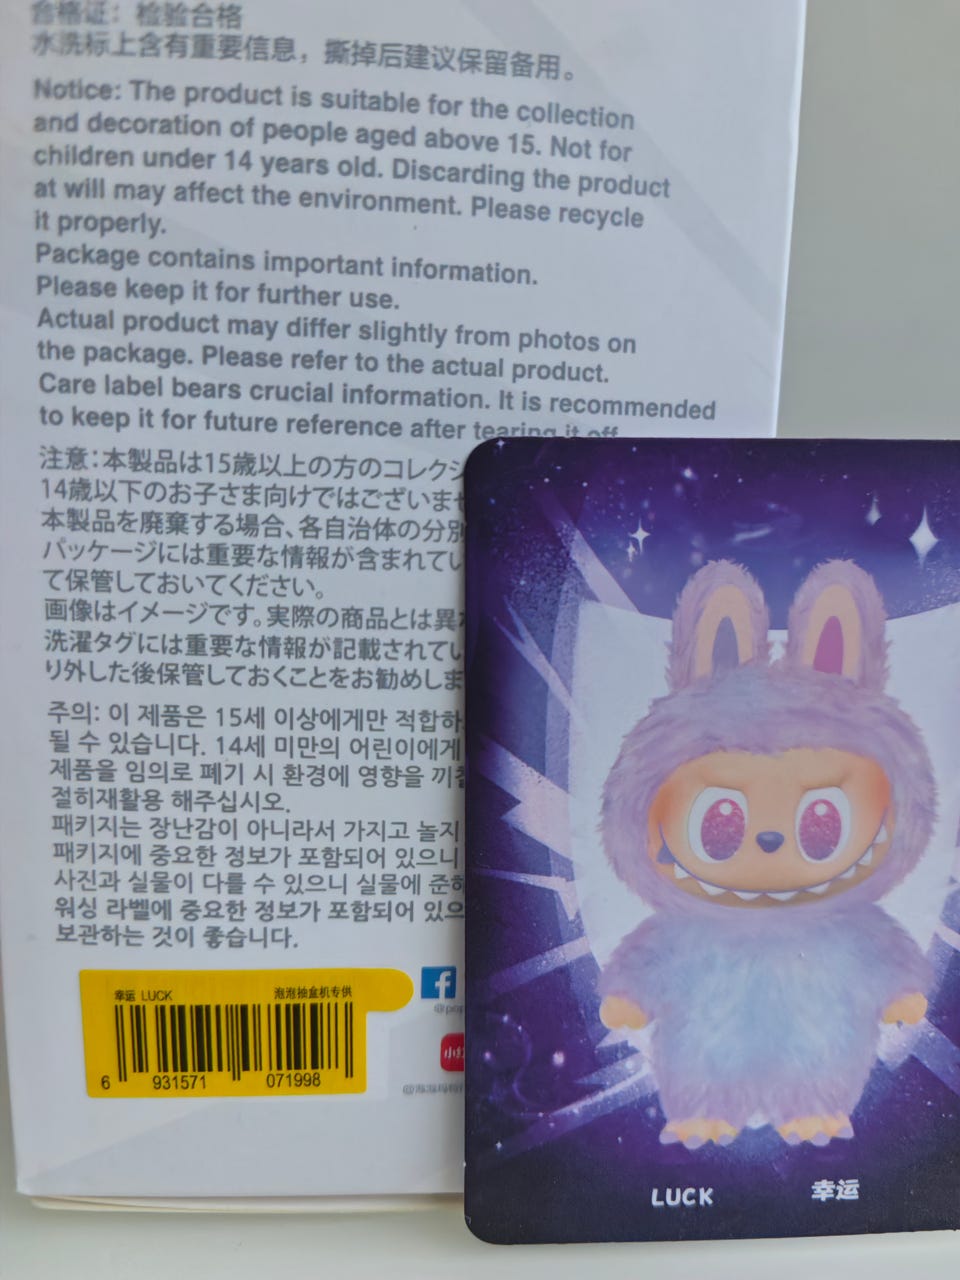 合格证：检验合格
水洗标上含有重要信息，撕掉后建议保留备用。
Notice: The product is suitable for the collection
and decoration of people aged above 15. Not for
children under 14 years old. Discarding the product
at will may affect the environment. Please recycle
it properly.
Package contains important information.
Please keep it for further use.
Actual product may differ slightly from photos on
the package. Please refer to the actual product.
Care label bears crucial information. It is recommended
to keep it for future reference after tearing it off
注意：本製品は15歳以上の方のコレクシ
14歳以下のお子さま向けではございませ
本製品を廃棄する場合、各自治体の分別
パッケージには重要な情報が含まれてい
て保管しておいてください。
画像はイメージです。実際の商品とは異
洗濯タグには重要な情報が記載されてい
り外した後保管しておくことをお勧めしま
주의: 이 제품은 15세 이상에게만 적합하
될 수 있습니다. 14세 미만의 어린이에게
제품을 임의로 폐기 시 환경에 영향을 끼칠
절히재활용 해주십시오.
패키지는 장난감이 아니라서 가지고 놀지
패키지에 중요한 정보가 포함되어 있으니
사진과 실물이 다를 수 있으니 실물에 준하
워싱 라벨에 중요한 정보가 포함되어 있으
보관하는 것이 좋습니다.
幸运 LUCK 泡泡抽盒机专供
6 931571 071998
f
@pop
小红
LUCK 幸运